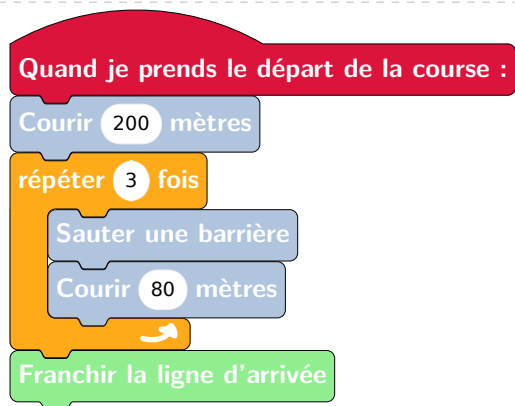 Quand je prends le départ de la course :
Courir 200 mètres
répéter 3 fois
Sauter une barrière
Courir 80 mètres
Franchir la ligne d'arrivée